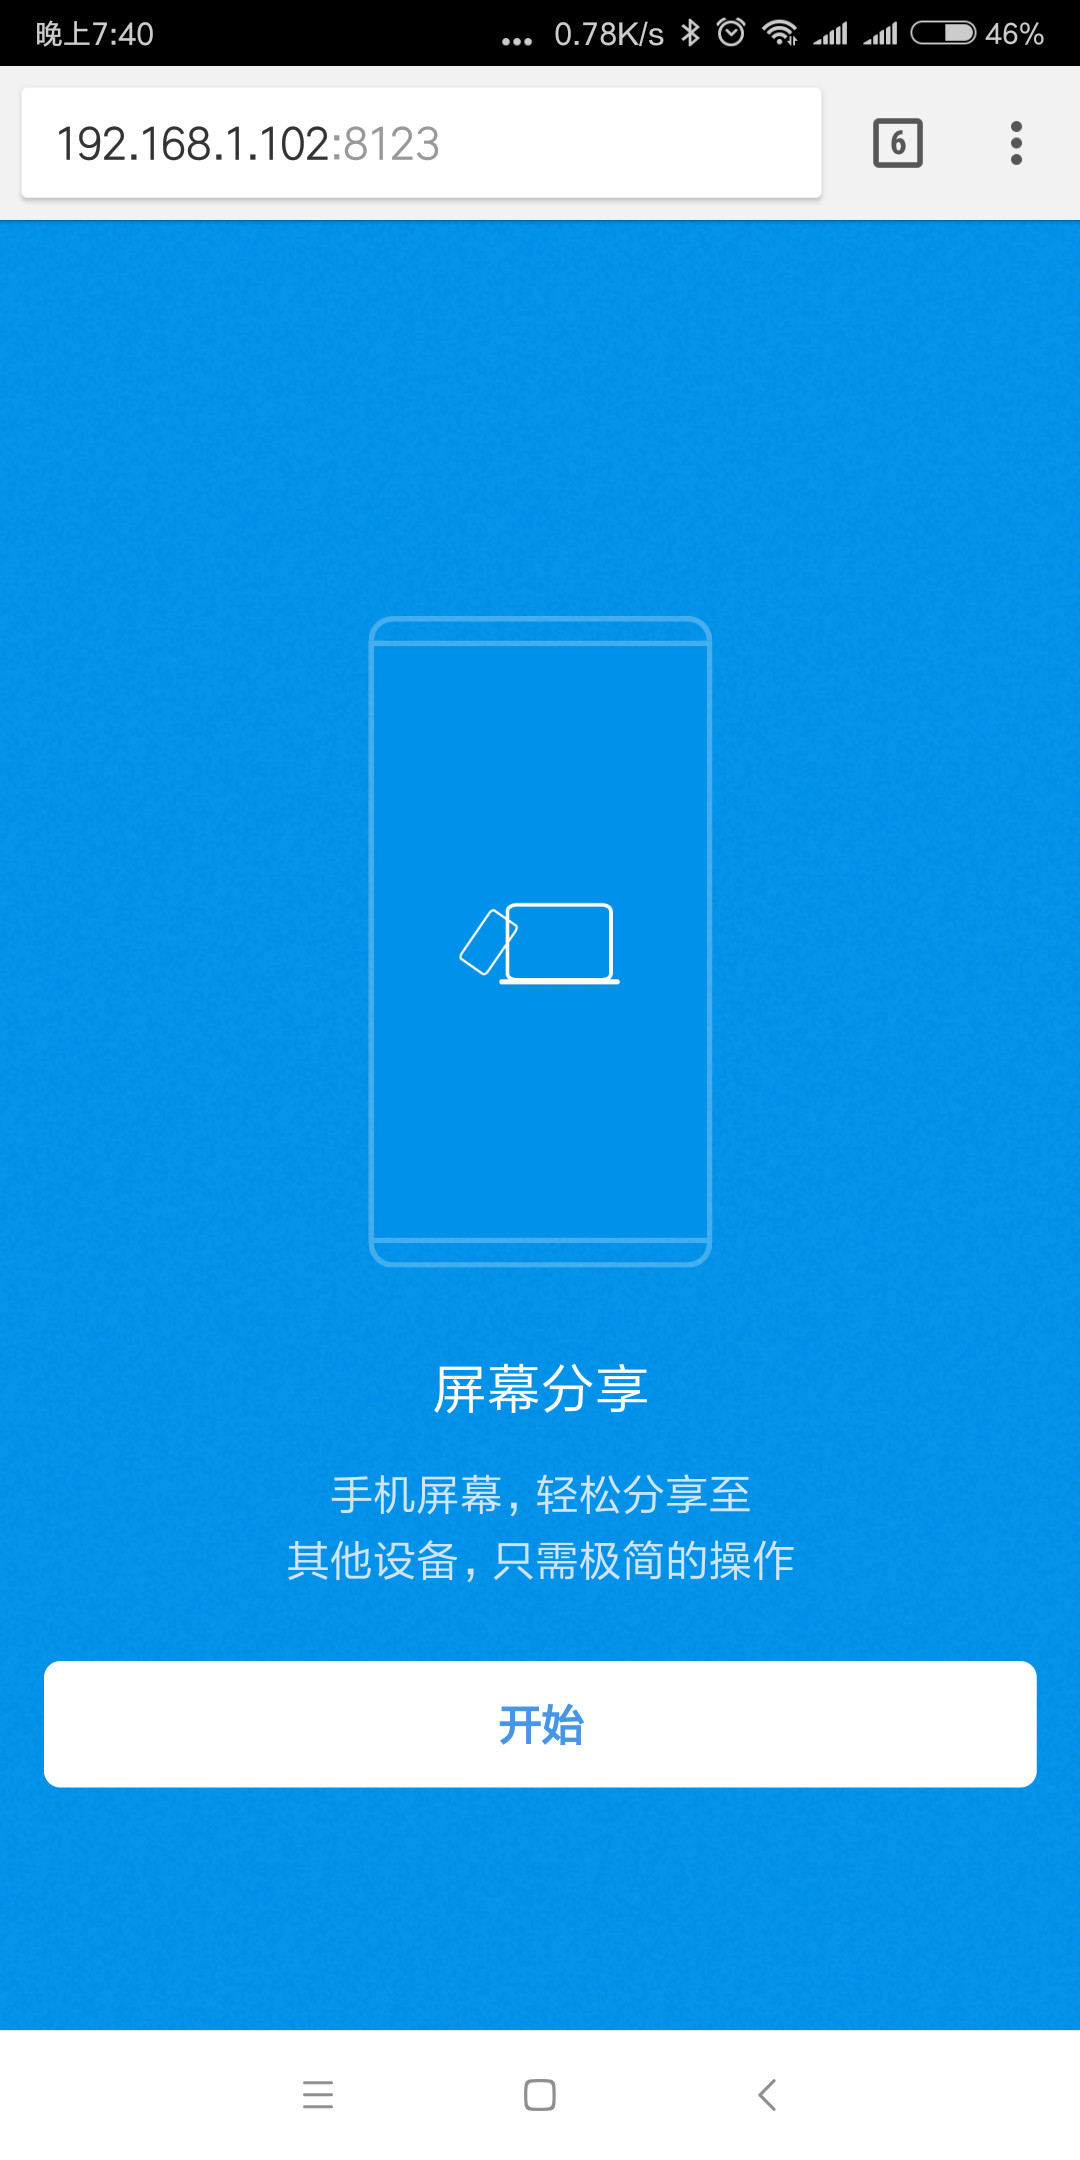 晚上7:40
... 0.78K/s 46%
192.168.1.102:8123
6
屏幕分享
手机屏幕，轻松分享至
其他设备，只需极简的操作
开始